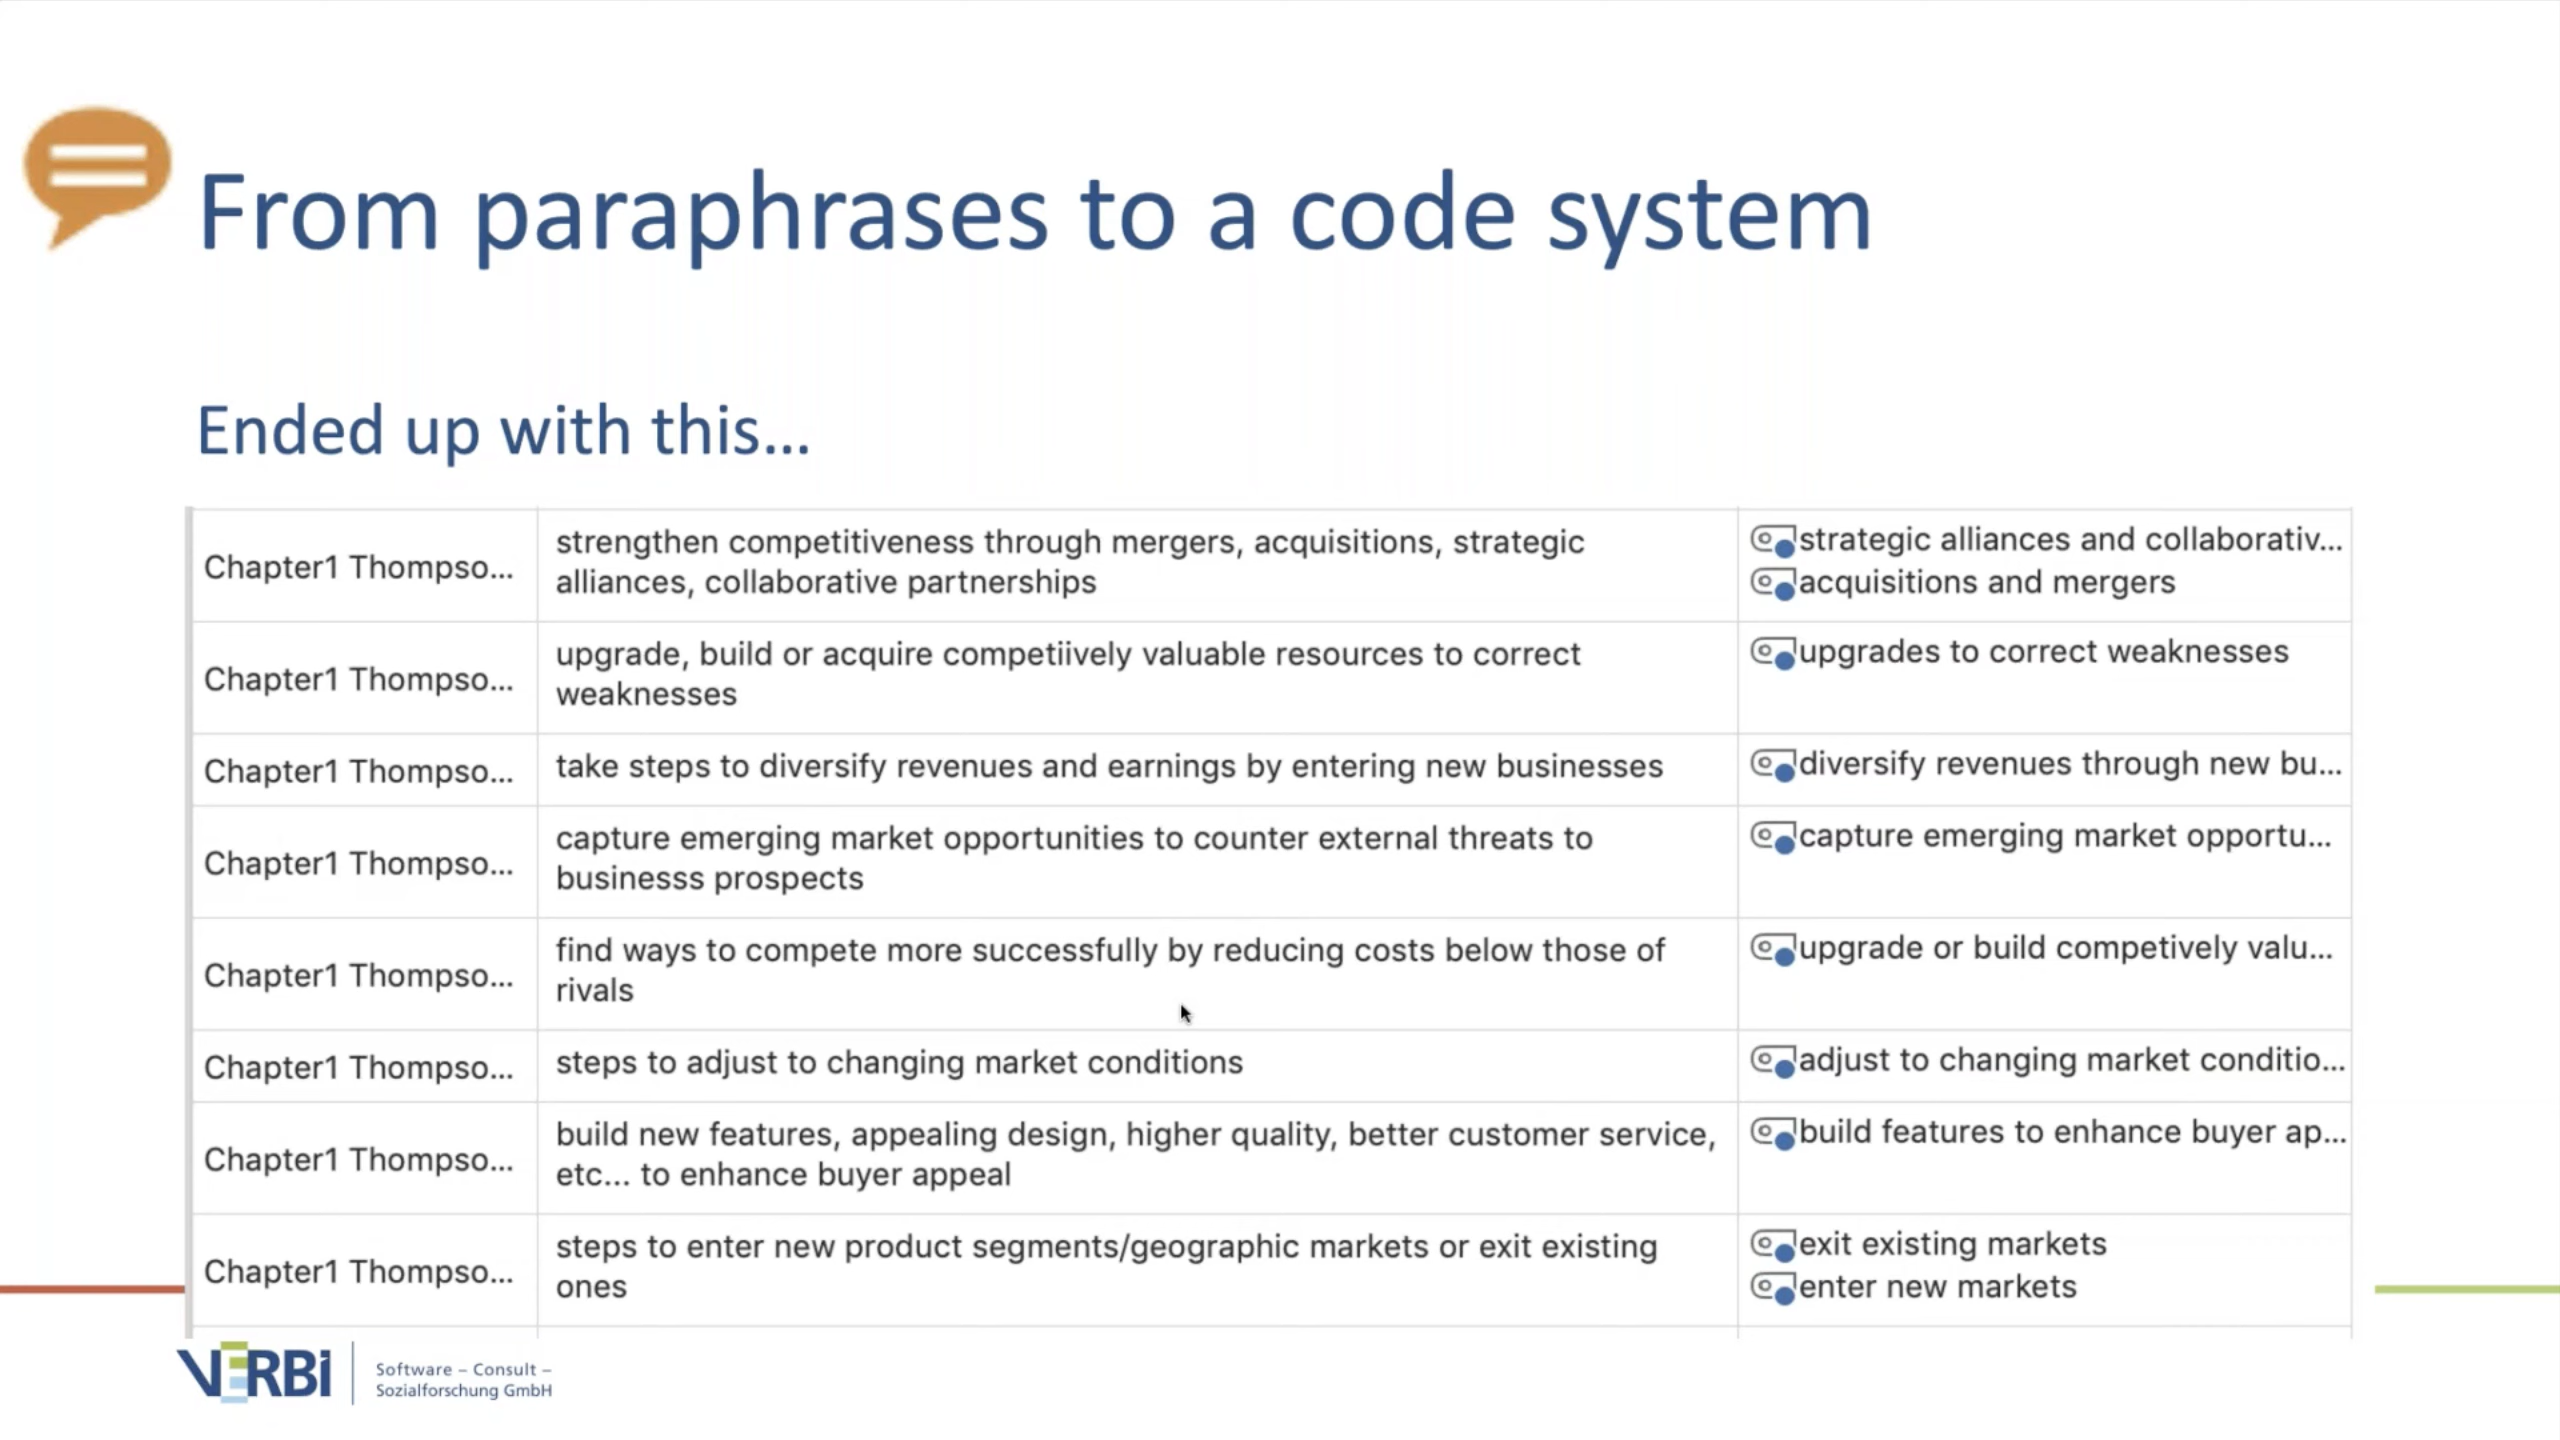 From paraphrases to a code system
Ended up with this...
Chapter1 Thompso...
strengthen competitiveness through mergers, acquisitions, strategic
alliances, collaborative partnerships
strategic alliances and collaborativ...
acquisitions and mergers
Chapter1 Thompso...
upgrade, build or acquire competiively valuable resources to correct
weaknesses
upgrades to correct weaknesses
Chapter1 Thompso...
take steps to diversify revenues and earnings by entering new businesses
diversify revenues through new bu...
Chapter1 Thompso...
capture emerging market opportunities to counter external threats to
businesss prospects
capture emerging market opportu...
Chapter1 Thompso...
find ways to compete more successfully by reducing costs below those of
rivals
upgrade or build competively valu...
Chapter1 Thompso...
steps to adjust to changing market conditions
adjust to changing market conditio...
Chapter1 Thompso...
build new features, appealing design, higher quality, better customer service,
etc... to enhance buyer appeal
build features to enhance buyer ap...
Chapter1 Thompso...
steps to enter new product segments/geographic markets or exit existing
ones
exit existing markets
enter new markets
VERBI
Software – Consult –
Sozialforschung GmbH